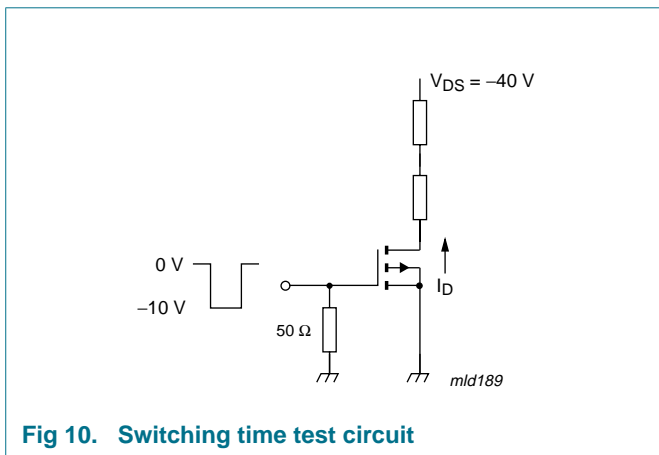 V_DS = –40 V
0 V
–10 V
I_D
50 Ω
mld189
Fig 10. Switching time test circuit